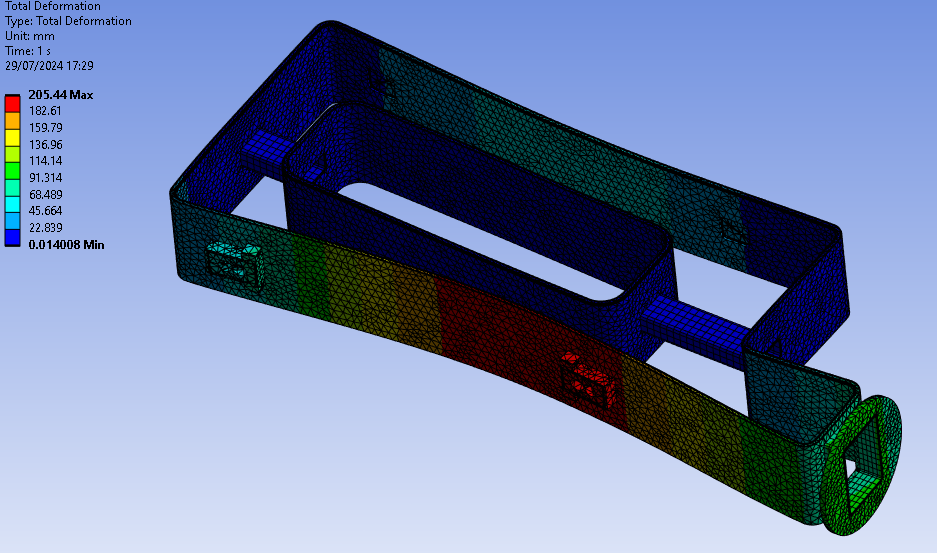 Total Deformation
Type: Total Deformation
Unit: mm
Time: 1 s
29/07/2024 17:29
205.44 Max
182.61
159.79
136.96
114.14
91.314
68.489
45.664
22.839
0.014008 Min